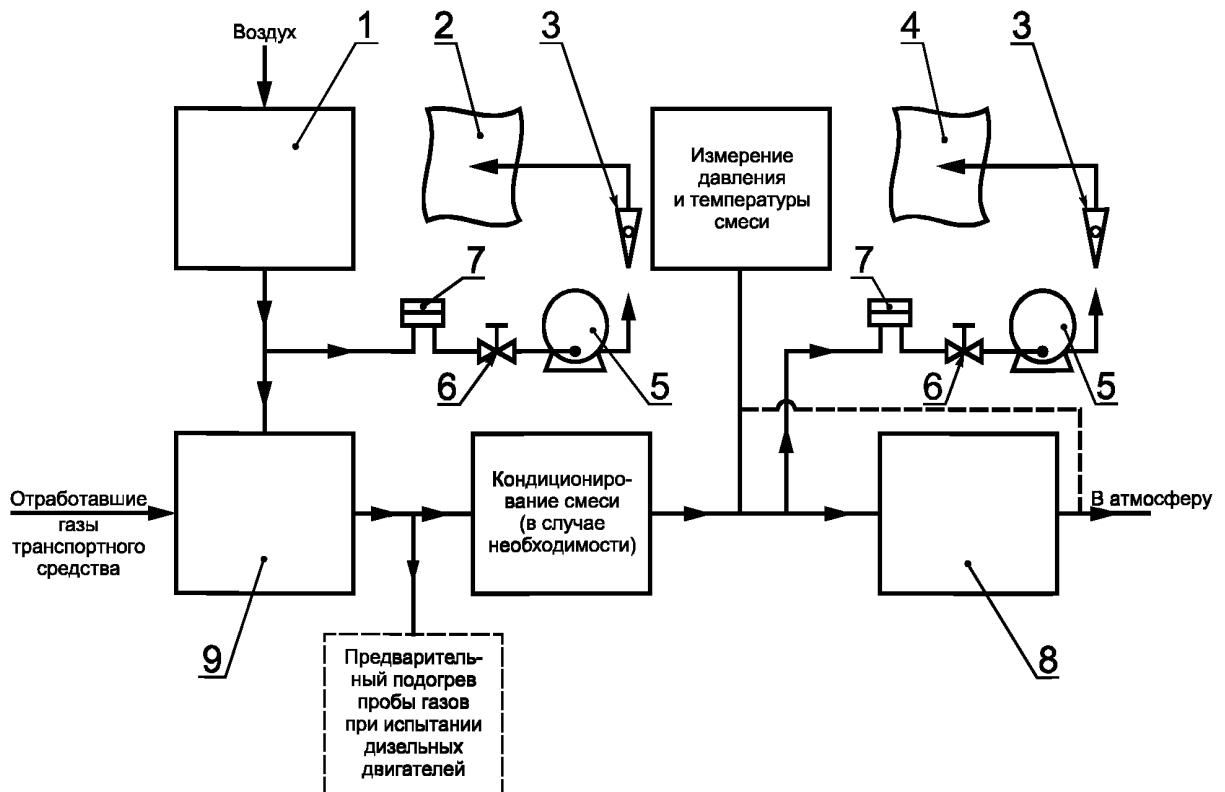 Воздух
1
2
3
4
3
Измерение
давления
и температуры
смеси
7
7
6
5
6
5
Отработавшие
газы
транспортного
средства
Кондициониро-
вание смеси
(в случае
необходимости)
В атмосферу
9
8
Предваритель-
ный подогрев
пробы газов
при испытании
дизельных
двигателей